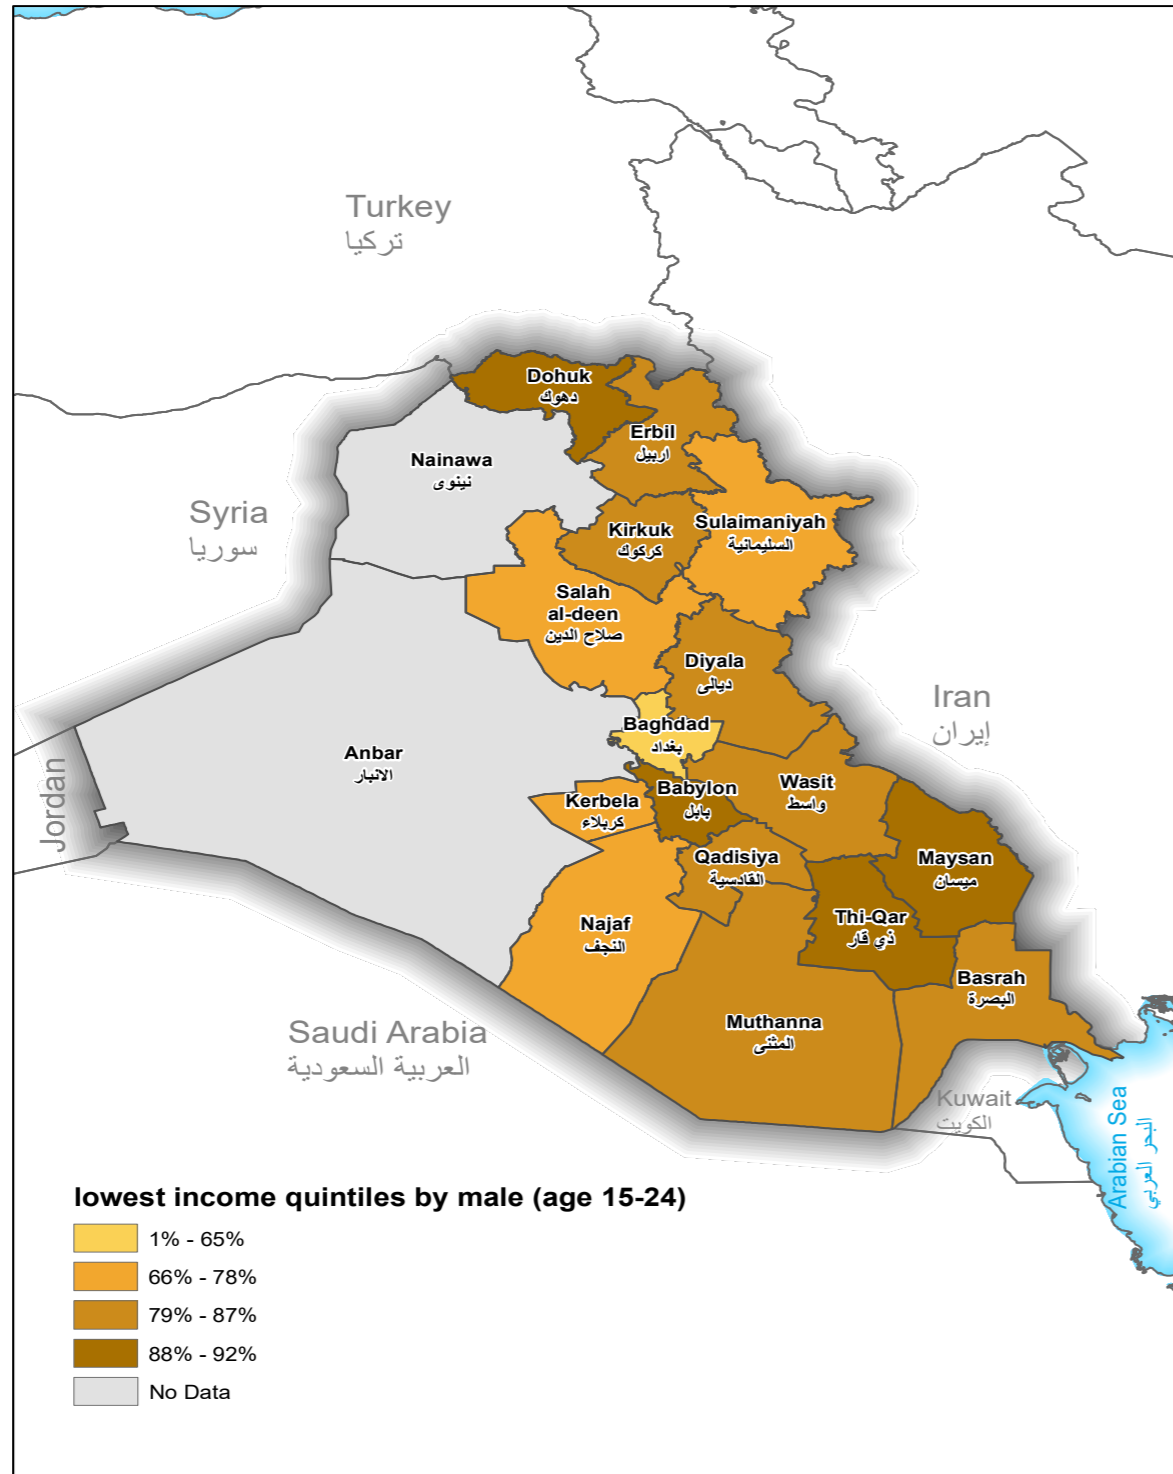 Turkey
تركيا
Dohuk
دهوك
Erbil
اربيل
Nainawa
نينوى
Syria
سوريا
Kirkuk
كركوك
Sulaimaniyah
السليمانية
Salah
al-deen
صلاح الدين
Diyala
ديالى
Iran
إيران
Baghdad
بغداد
Anbar
الانبار
Jordan
Kerbela
كربلاء
Babylon
بابل
Wasit
واسط
Qadisiya
القادسية
Maysan
ميسان
Thi-Qar
ذي قار
Najaf
النجف
Basrah
البصرة
Muthanna
المثنى
Saudi Arabia
العربية السعودية
Kuwait
الكويت
Arabian Sea
البحر العربي
lowest income quintiles by male (age 15-24)
1% - 65%
66% - 78%
79% - 87%
88% - 92%
No Data